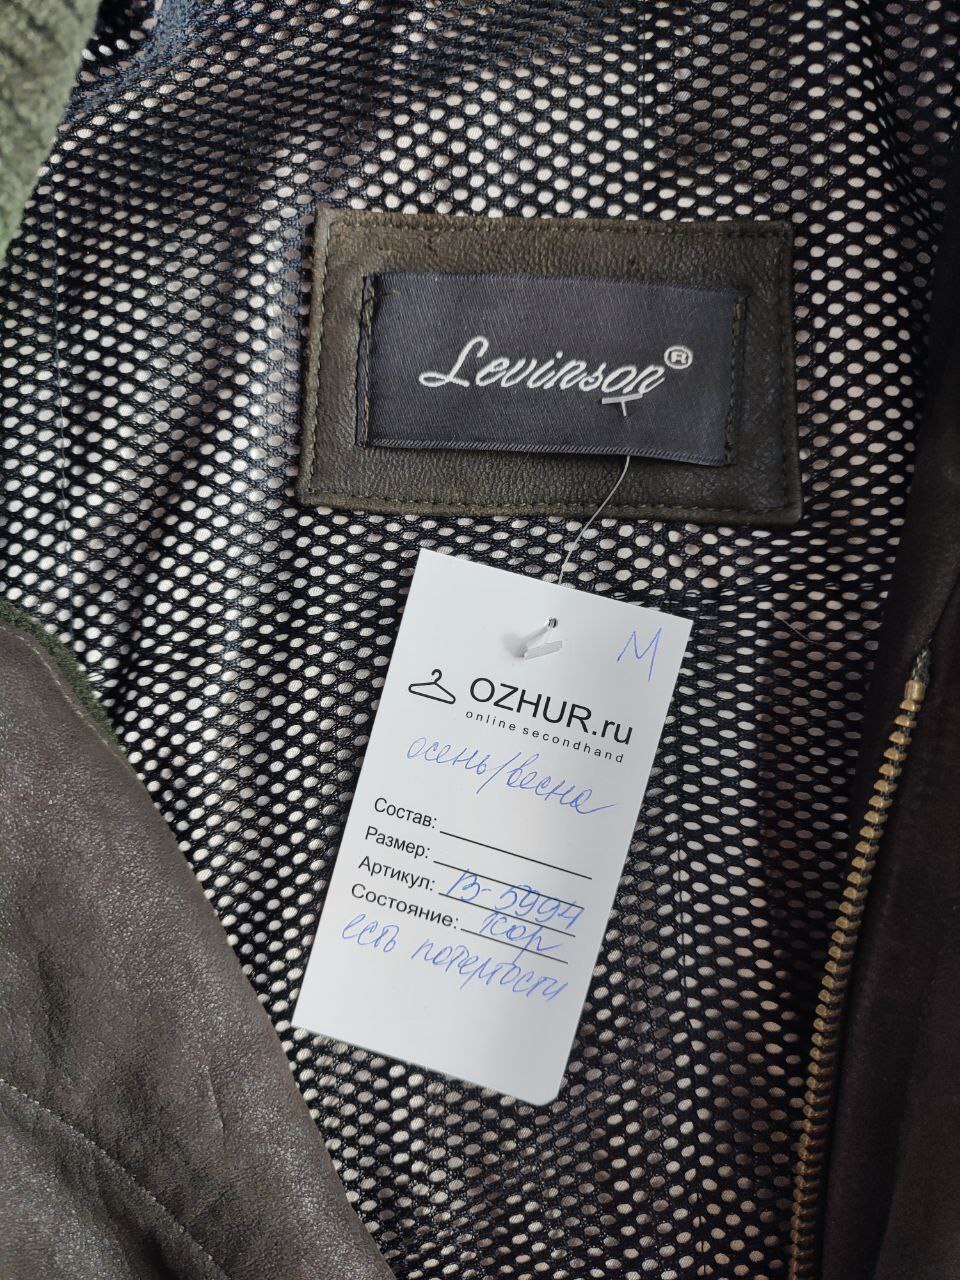 Levinson®
M
OZHUR.ru
online secondhand
осень/весна
Состав:
Размер:
Артикул: В-5994
Состояние: хор
есть потертости